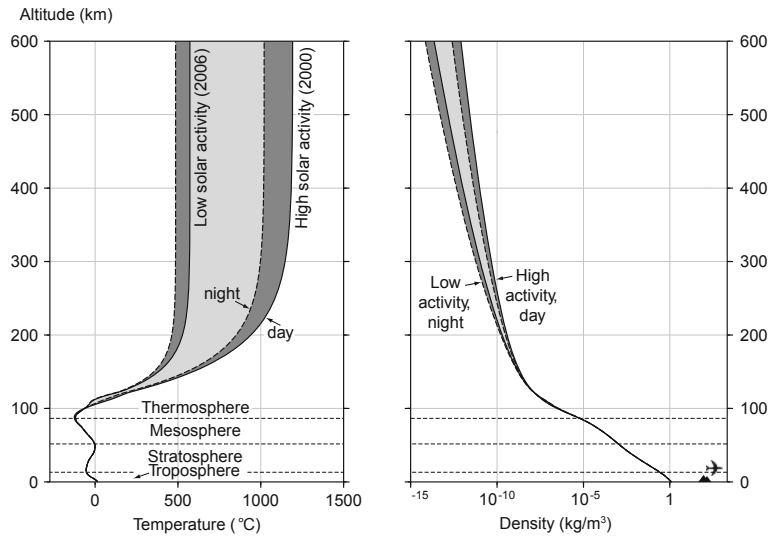 Altitude (km)
600
500
400
300
200
100
0
Low solar activity (2006)
High solar activity (2000)
night
day
Thermosphere
Mesosphere
Stratosphere
Troposphere
0
500
1000
1500
Temperature (°C)
600
500
400
300
200
100
0
Low
activity,
night
High
activity,
day
-15
10⁻¹⁰
10⁻⁵
1
Density (kg/m³)